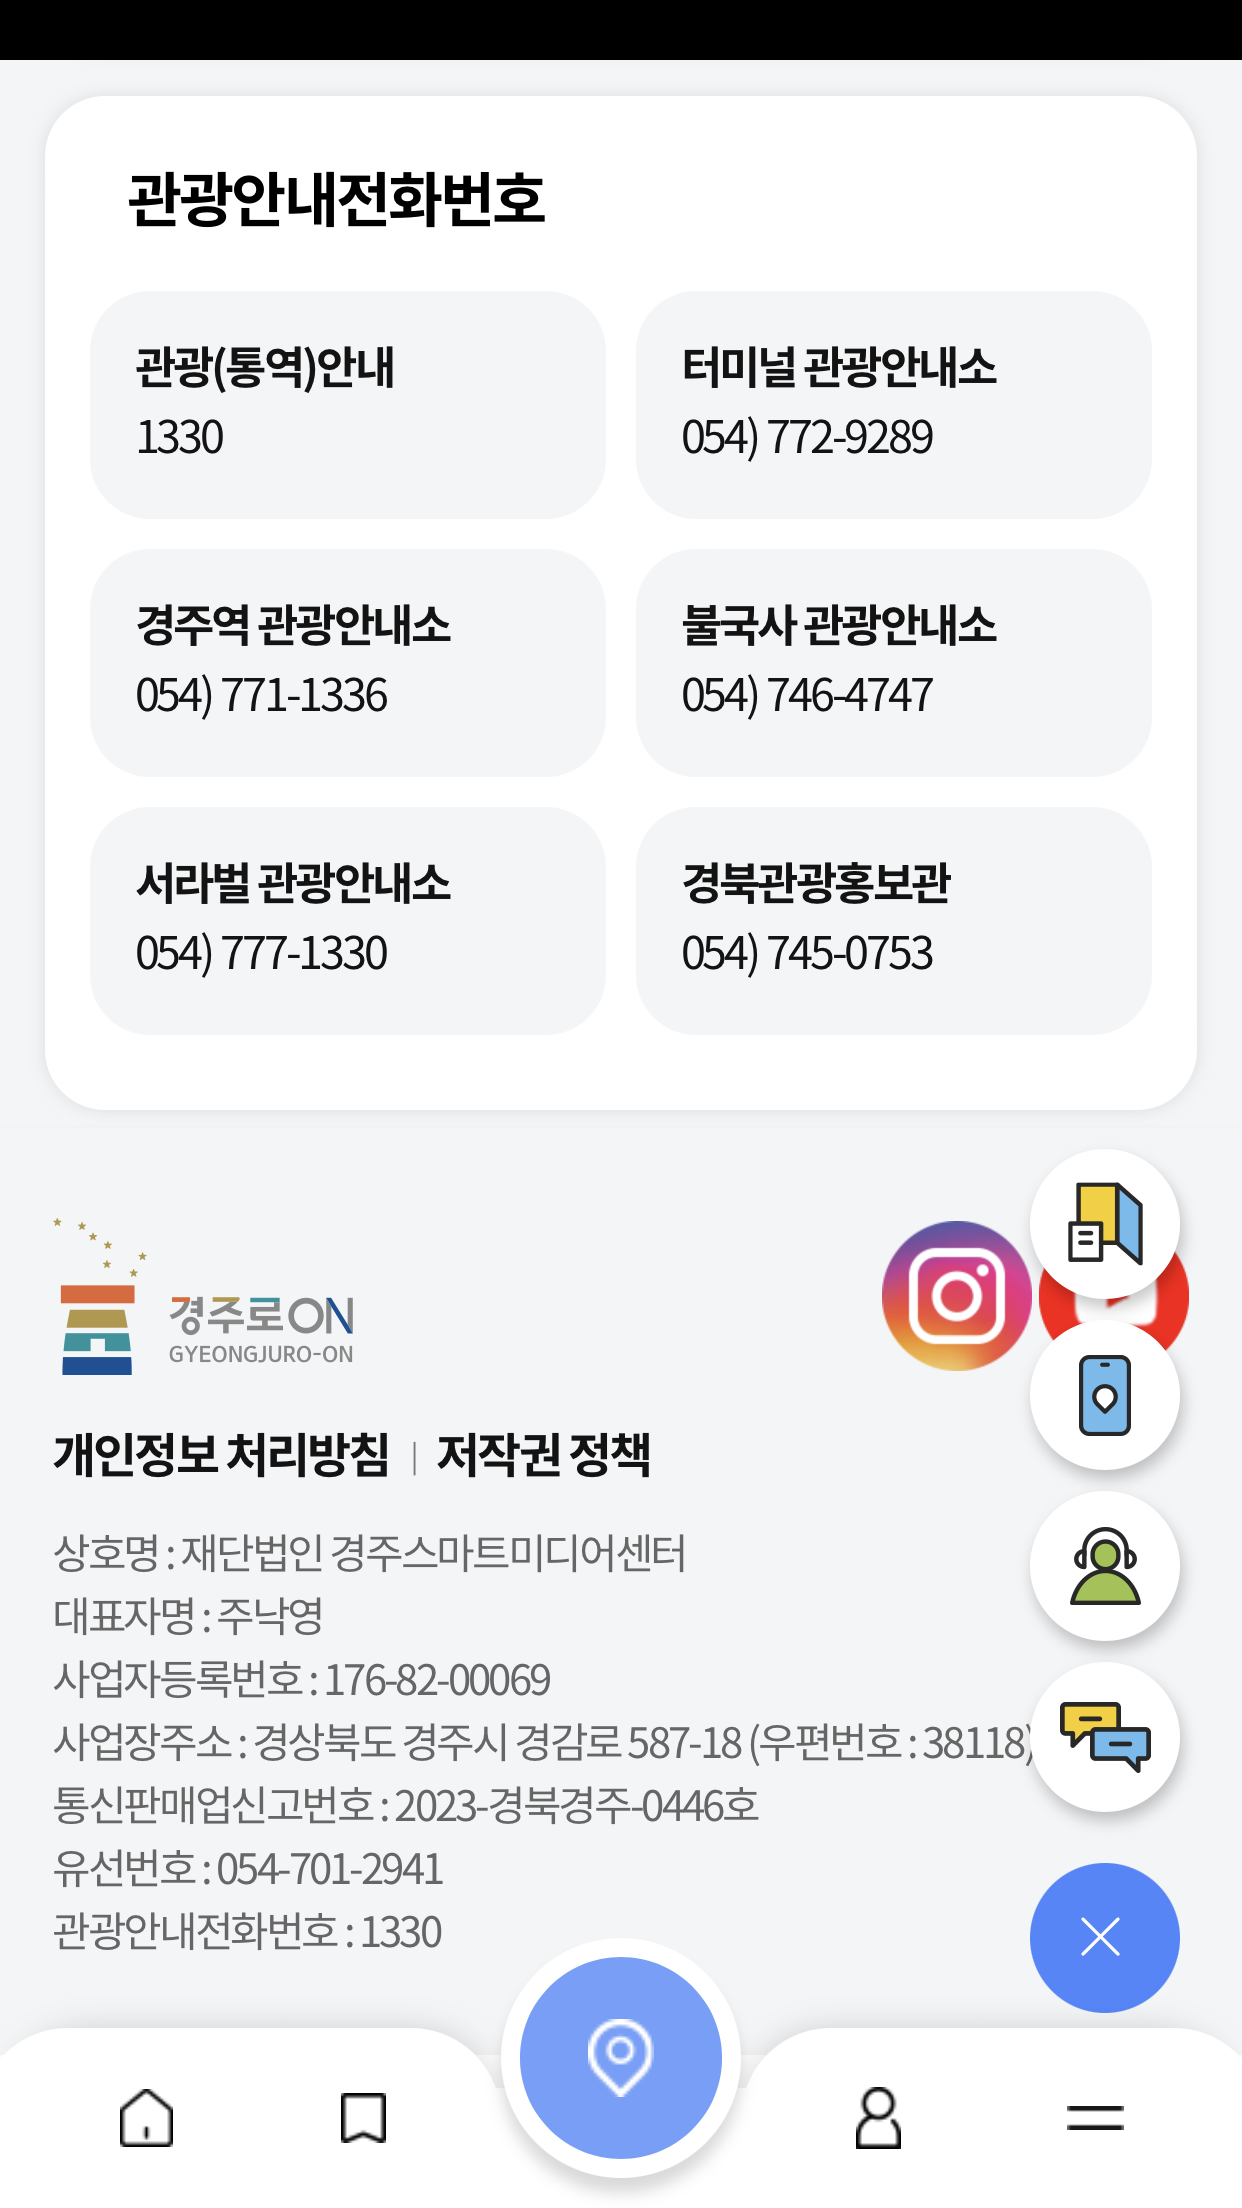 관광안내전화번호
관광(통역)안내
1330
터미널 관광안내소
054) 772-9289
경주역 관광안내소
054) 771-1336
불국사 관광안내소
054) 746-4747
서라벌 관광안내소
054) 777-1330
경북관광홍보관
054) 745-0753
경주로ON
GYEONGJURO-ON
개인정보 처리방침 | 저작권 정책
상호명 : 재단법인 경주스마트미디어센터
대표자명 : 주낙영
사업자등록번호 : 176-82-00069
사업장주소 : 경상북도 경주시 경감로 587-18 (우편번호 : 38118)
통신판매업신고번호 : 2023-경북경주-0446호
유선번호 : 054-701-2941
관광안내전화번호 : 1330